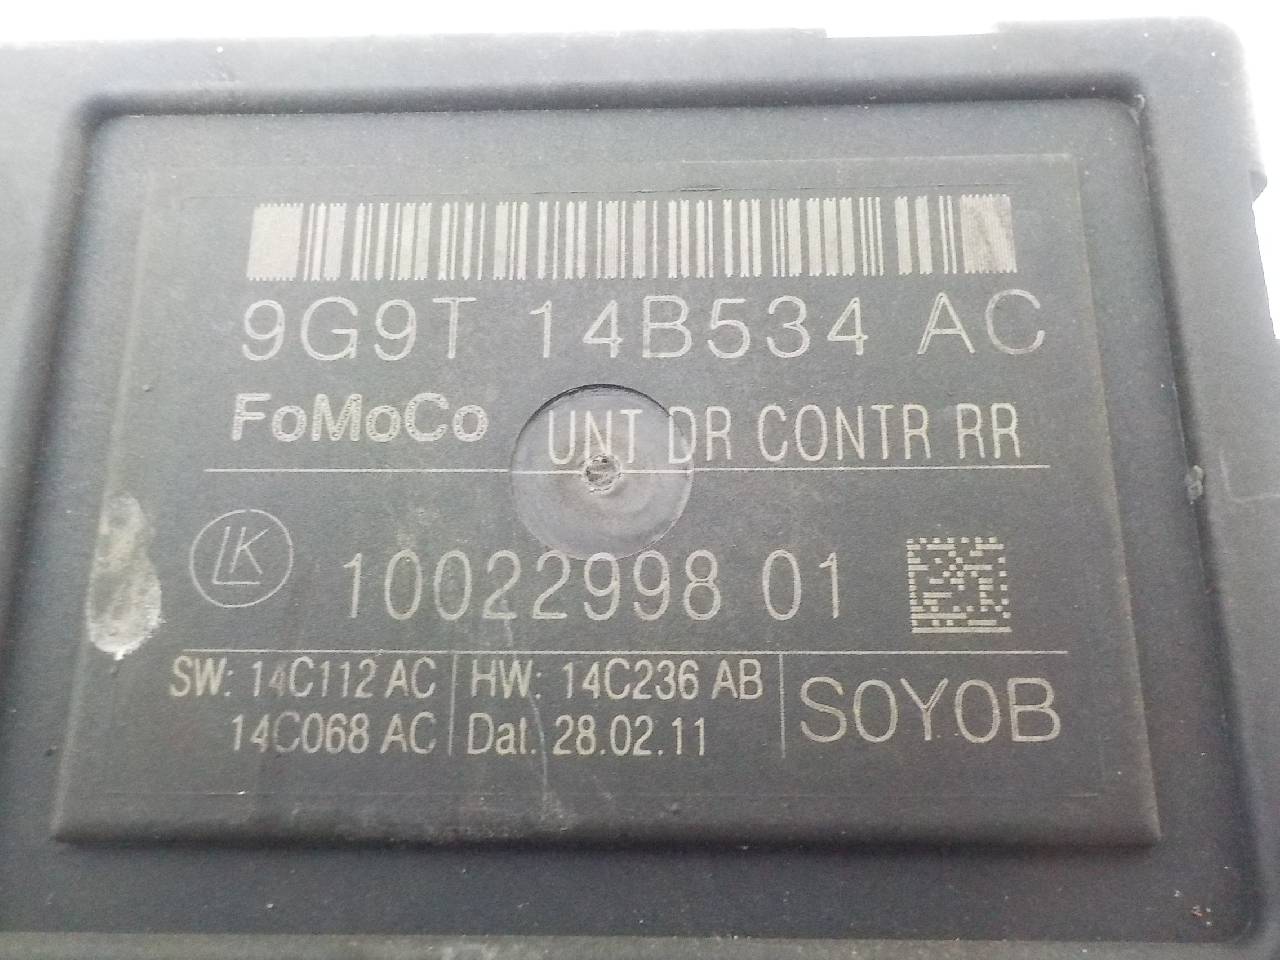 9G9T 14B534 AC
FoMoCo UNT DR CONTR RR
LK 10022998 01
SW: 14C112 AC HW: 14C236 AB
14C068 AC Dat. 28.02.11 S0Y0B